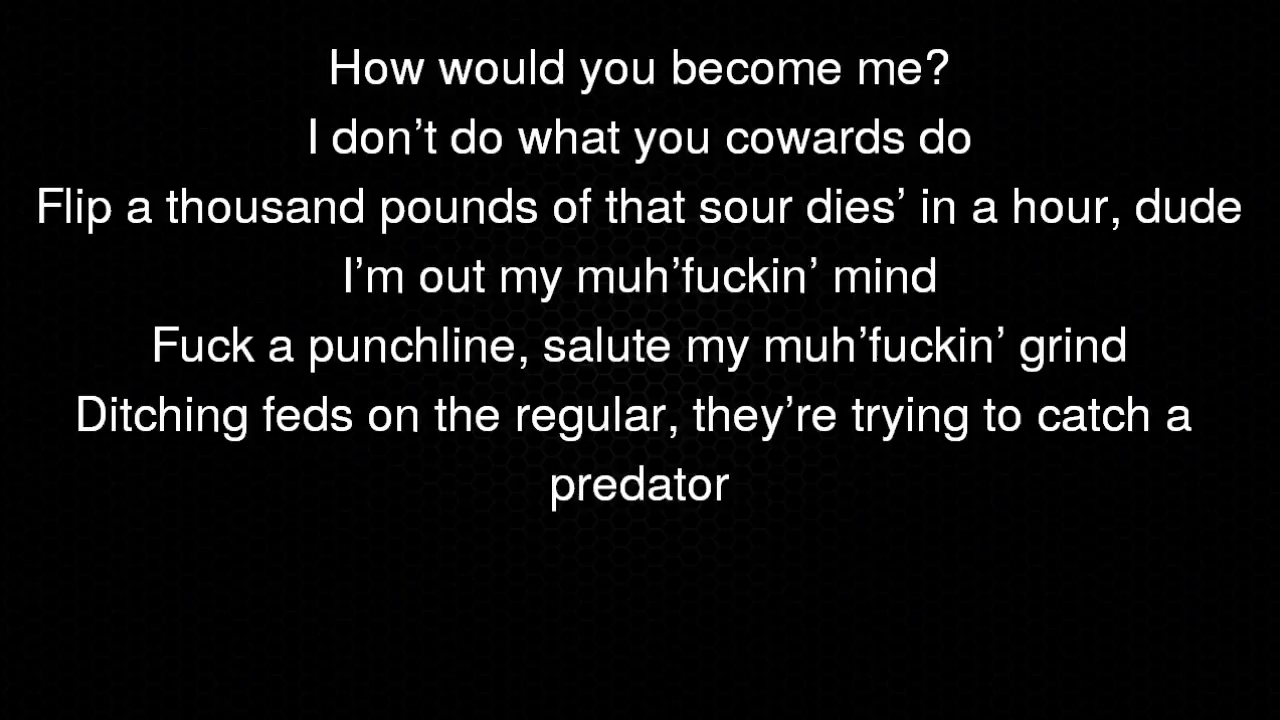 How would you become me?
I don’t do what you cowards do
Flip a thousand pounds of that sour dies’ in a hour, dude
I’m out my muh’fuckin’ mind
Fuck a punchline, salute my muh’fuckin’ grind
Ditching feds on the regular, they’re trying to catch a
predator